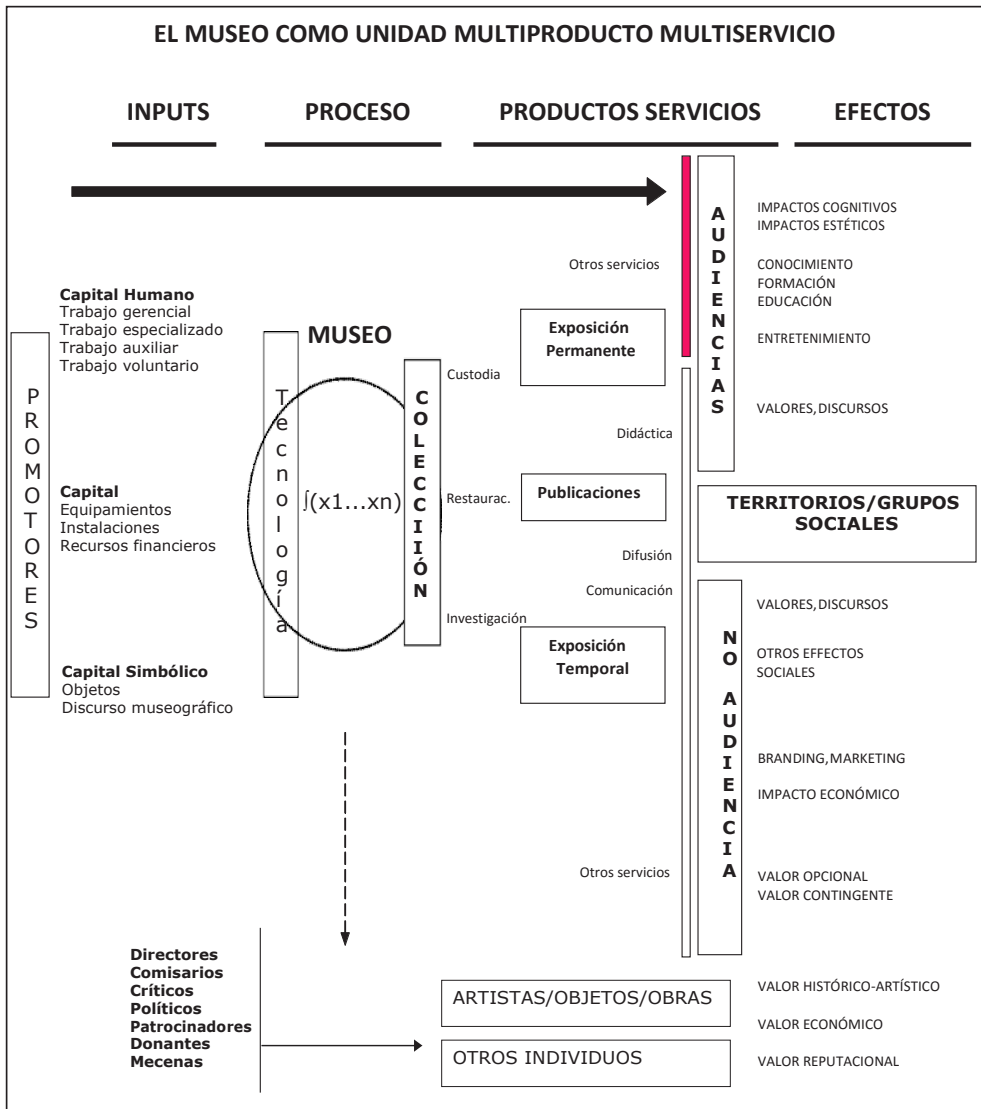 EL MUSEO COMO UNIDAD MULTIPRODUCTO MULTISERVICIO
INPUTS
PROCESO
PRODUCTOS SERVICIOS
EFECTOS
PROMOTORES
Capital Humano
Trabajo gerencial
Trabajo especializado
Trabajo auxiliar
Trabajo voluntario
Capital
Equipamientos
Instalaciones
Recursos financieros
Capital Simbólico
Objetos
Discurso museográfico
MUSEO
Tecnología
∫(x1...xn)
COLECCIIÓN
Custodia
Restaurac.
Investigación
Otros servicios
Exposición
Permanente
Didáctica
Publicaciones
Difusión
Comunicación
Exposición
Temporal
Otros servicios
AUDIENCIAS
TERRITORIOS/GRUPOS
SOCIALES
NO AUDIENCIA
IMPACTOS COGNITIVOS
IMPACTOS ESTÉTICOS
CONOCIMIENTO
FORMACIÓN
EDUCACIÓN
ENTRETENIMIENTO
VALORES,DISCURSOS
VALORES,DISCURSOS
OTROS EFFECTOS
SOCIALES
BRANDING,MARKETING
IMPACTO ECONÓMICO
VALOR OPCIONAL
VALOR CONTINGENTE
Directores
Comisarios
Críticos
Políticos
Patrocinadores
Donantes
Mecenas
ARTISTAS/OBJETOS/OBRAS
OTROS INDIVIDUOS
VALOR HISTÓRICO-ARTÍSTICO
VALOR ECONÓMICO
VALOR REPUTACIONAL